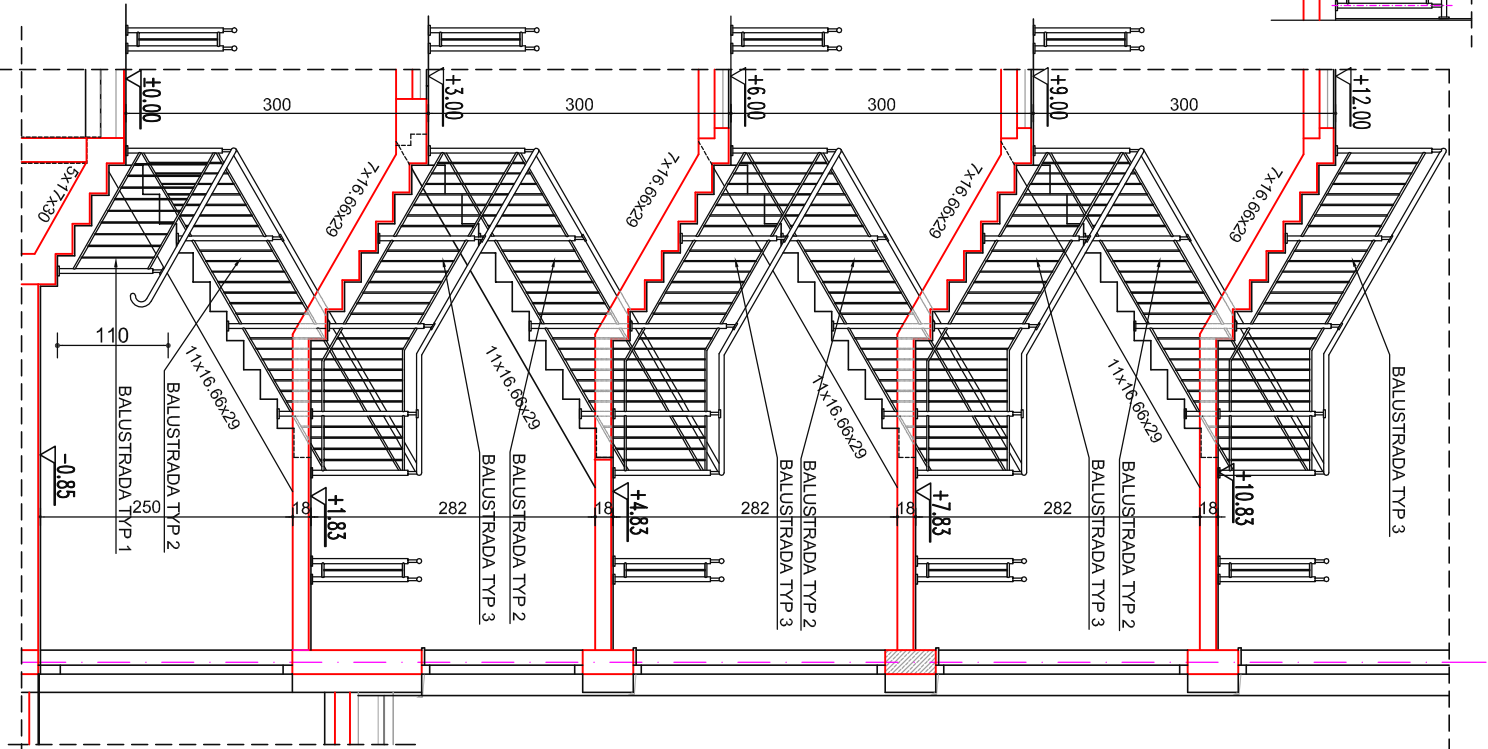 ±0.00
+3.00
+6.00
+9.00
+12.00
300
300
300
300
5x17x30
7x16.66x29
7x16.66x29
7x16.66x29
7x16.66x29
11x16.66x29
11x16.66x29
11x16.66x29
11x16.66x29
110
BALUSTRADA TYP 1
BALUSTRADA TYP 2
BALUSTRADA TYP 3
BALUSTRADA TYP 2
BALUSTRADA TYP 3
BALUSTRADA TYP 2
BALUSTRADA TYP 3
BALUSTRADA TYP 2
BALUSTRADA TYP 3
-0.85
+1.83
+4.83
+7.83
+10.83
250
18
282
18
282
18
282
18